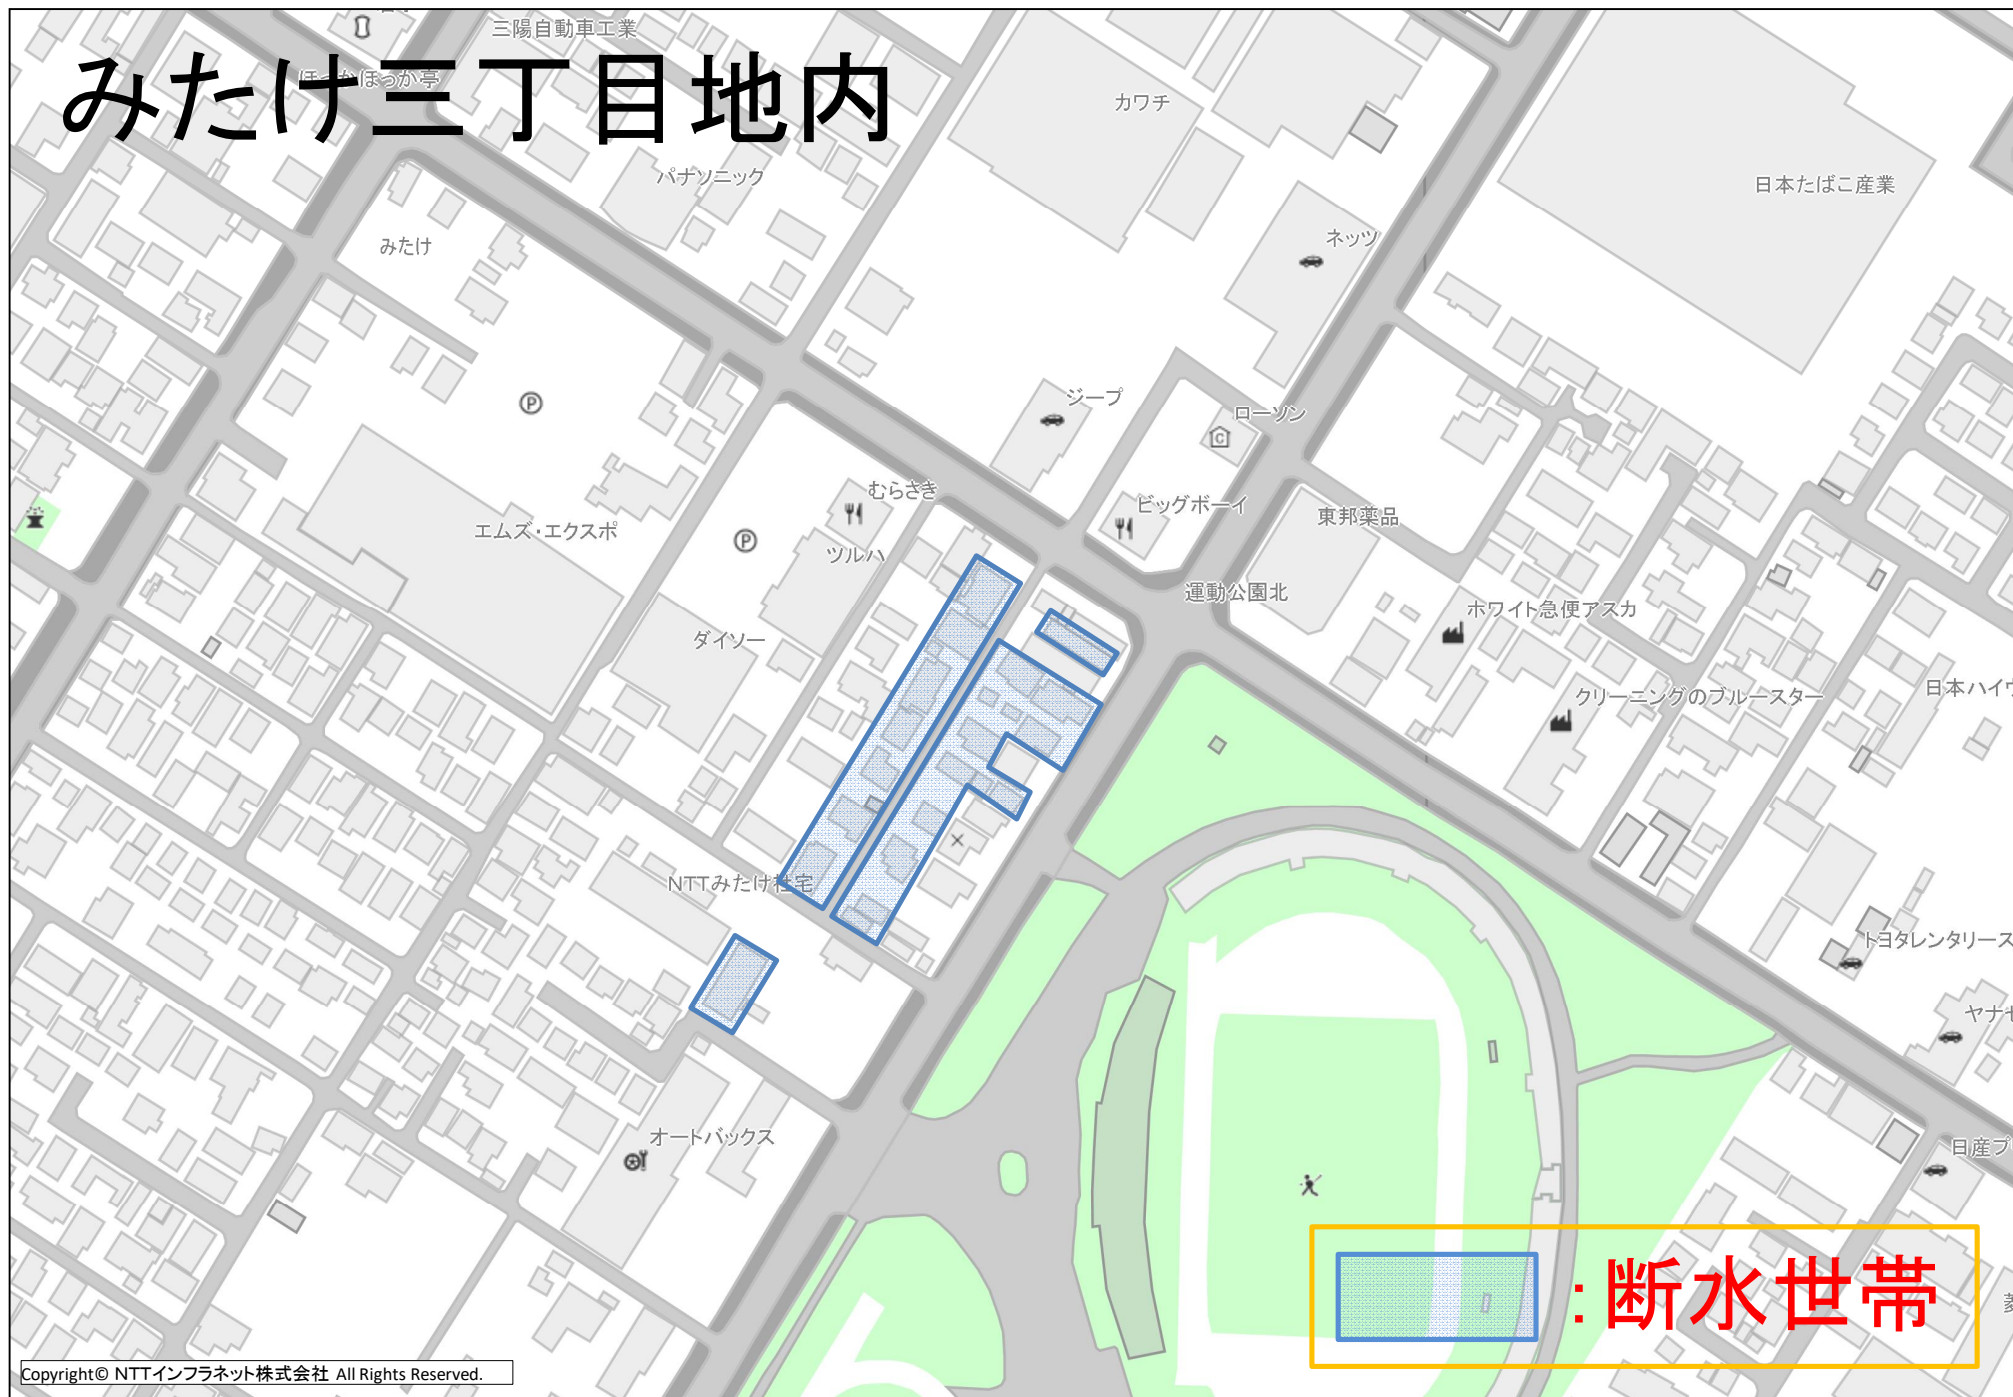 三陽自動車工業
みたけ三丁目地内
カワチ
パナソニック
日本たばこ産業
みたけ
ネッツ
ジープ
ローソン
むらさき
ビッグボーイ
東邦薬品
エムズ・エクスポ
ツルハ
運動公園北
ホワイト急便アスカ
ダイソー
クリーニングのブルースター
日本ハイウ
NTTみたけ社宅
トヨタレンタリース
ヤナセ
オートバックス
日産プ
:断水世帯
Copyright© NTTインフラネット株式会社 All Rights Reserved.